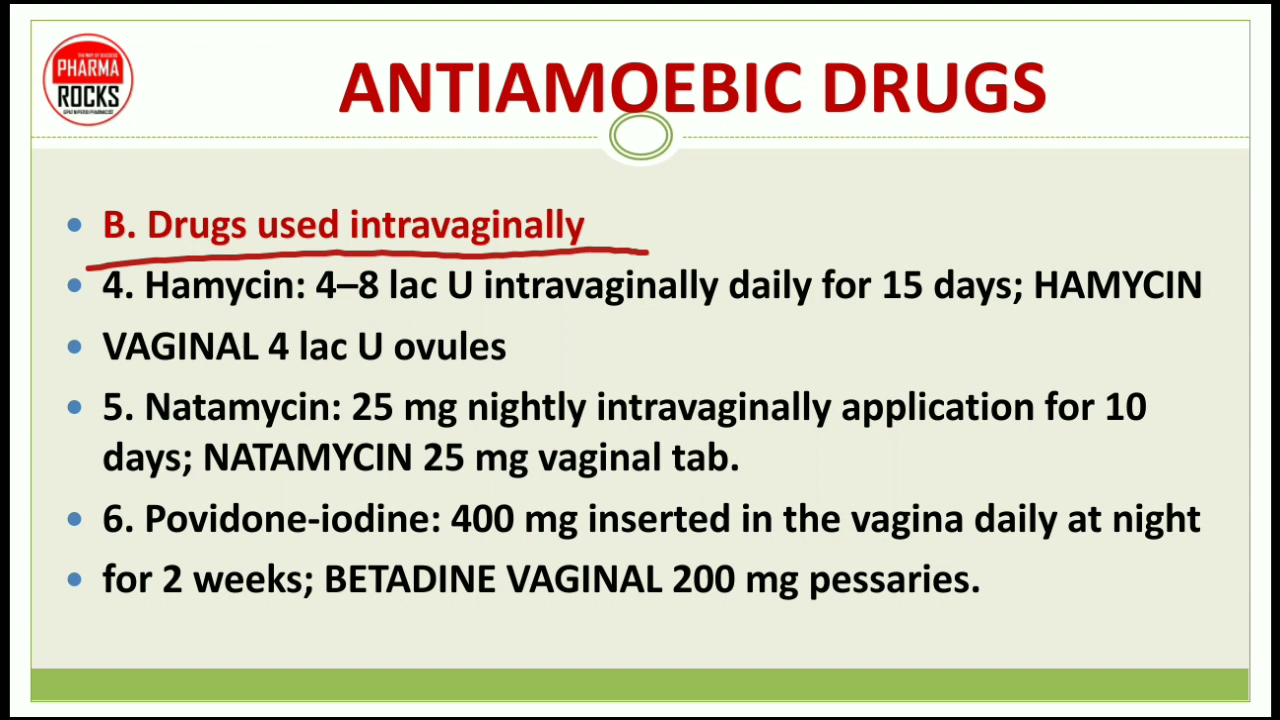 PHARMA
ROCKS
ANTIAMOEBIC DRUGS
B. Drugs used intravaginally
4. Hamycin: 4–8 lac U intravaginally daily for 15 days; HAMYCIN
VAGINAL 4 lac U ovules
5. Natamycin: 25 mg nightly intravaginally application for 10
days; NATAMYCIN 25 mg vaginal tab.
6. Povidone-iodine: 400 mg inserted in the vagina daily at night
for 2 weeks; BETADINE VAGINAL 200 mg pessaries.